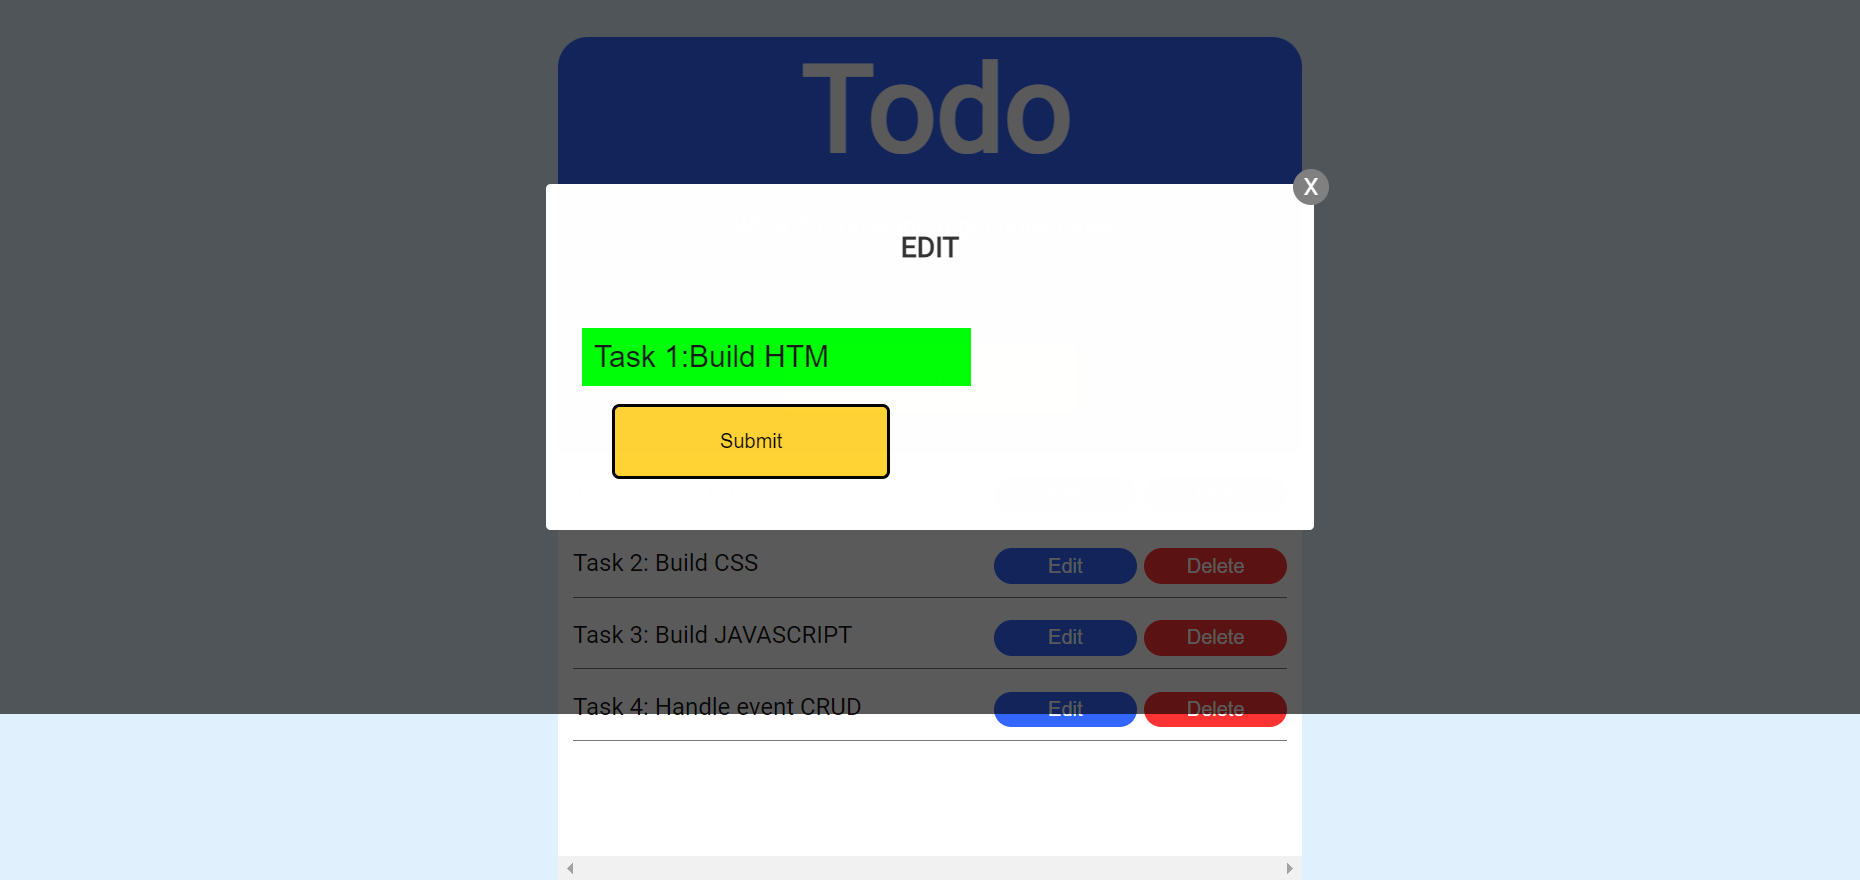 Todo
X
EDIT
Task 1:Build HTM
Submit
Task 2: Build CSS Edit Delete
Task 3: Build JAVASCRIPT Edit Delete
Task 4: Handle event CRUD Edit Delete